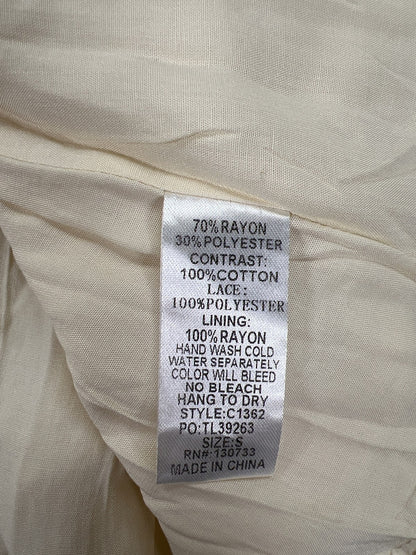 70%RAYON
30%POLYESTER
CONTRAST:
100%COTTON
LACE:
100%POLYESTER
LINING:
100%RAYON
HAND WASH COLD
WATER SEPARATELY
COLOR WILL BLEED
NO BLEACH
HANG TO DRY
STYLE:C1362
PO:TL39263
SIZE:S
RN#:130733
MADE IN CHINA